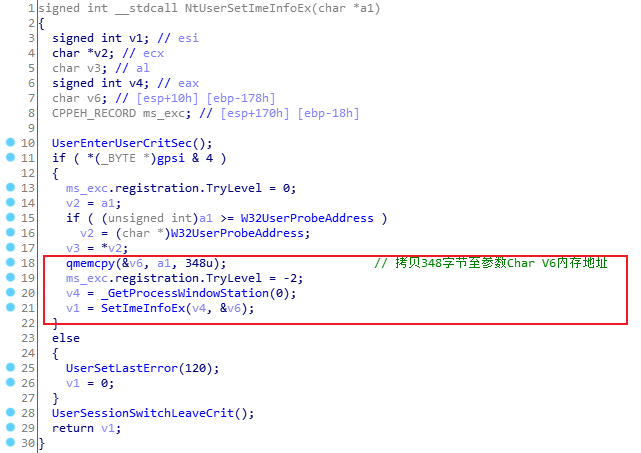 1 signed int __stdcall NtUserSetImeInfoEx(char *a1)
2 {
3 signed int v1; // esi
4 char *v2; // ecx
5 char v3; // al
6 signed int v4; // eax
7 char v6; // [esp+10h] [ebp-178h]
8 CPPEH_RECORD ms_exc; // [esp+170h] [ebp-18h]
9
10 UserEnterUserCritSec();
11 if ( *(_BYTE *)gpsi & 4 )
12 {
13 ms_exc.registration.TryLevel = 0;
14 v2 = a1;
15 if ( (unsigned int)a1 >= W32UserProbeAddress )
16 v2 = (char *)W32UserProbeAddress;
17 v3 = *v2;
18 qmemcpy(&v6, a1, 348u); // 拷贝348字节至参数Char V6内存地址
19 ms_exc.registration.TryLevel = -2;
20 v4 = _GetProcessWindowStation(0);
21 v1 = SetImeInfoEx(v4, &v6);
22 }
23 else
24 {
25 UserSetLastError(120);
26 v1 = 0;
27 }
28 UserSessionSwitchLeaveCrit();
29 return v1;
30 }